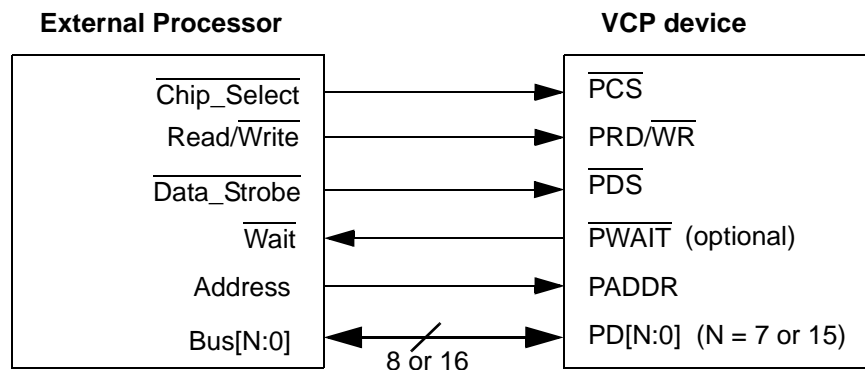 External Processor VCP device
Chip_Select PCS
Read/Write PRD/WR
Data_Strobe PDS
Wait PWAIT (optional)
Address PADDR
Bus[N:0] PD[N:0] (N = 7 or 15)
8 or 16